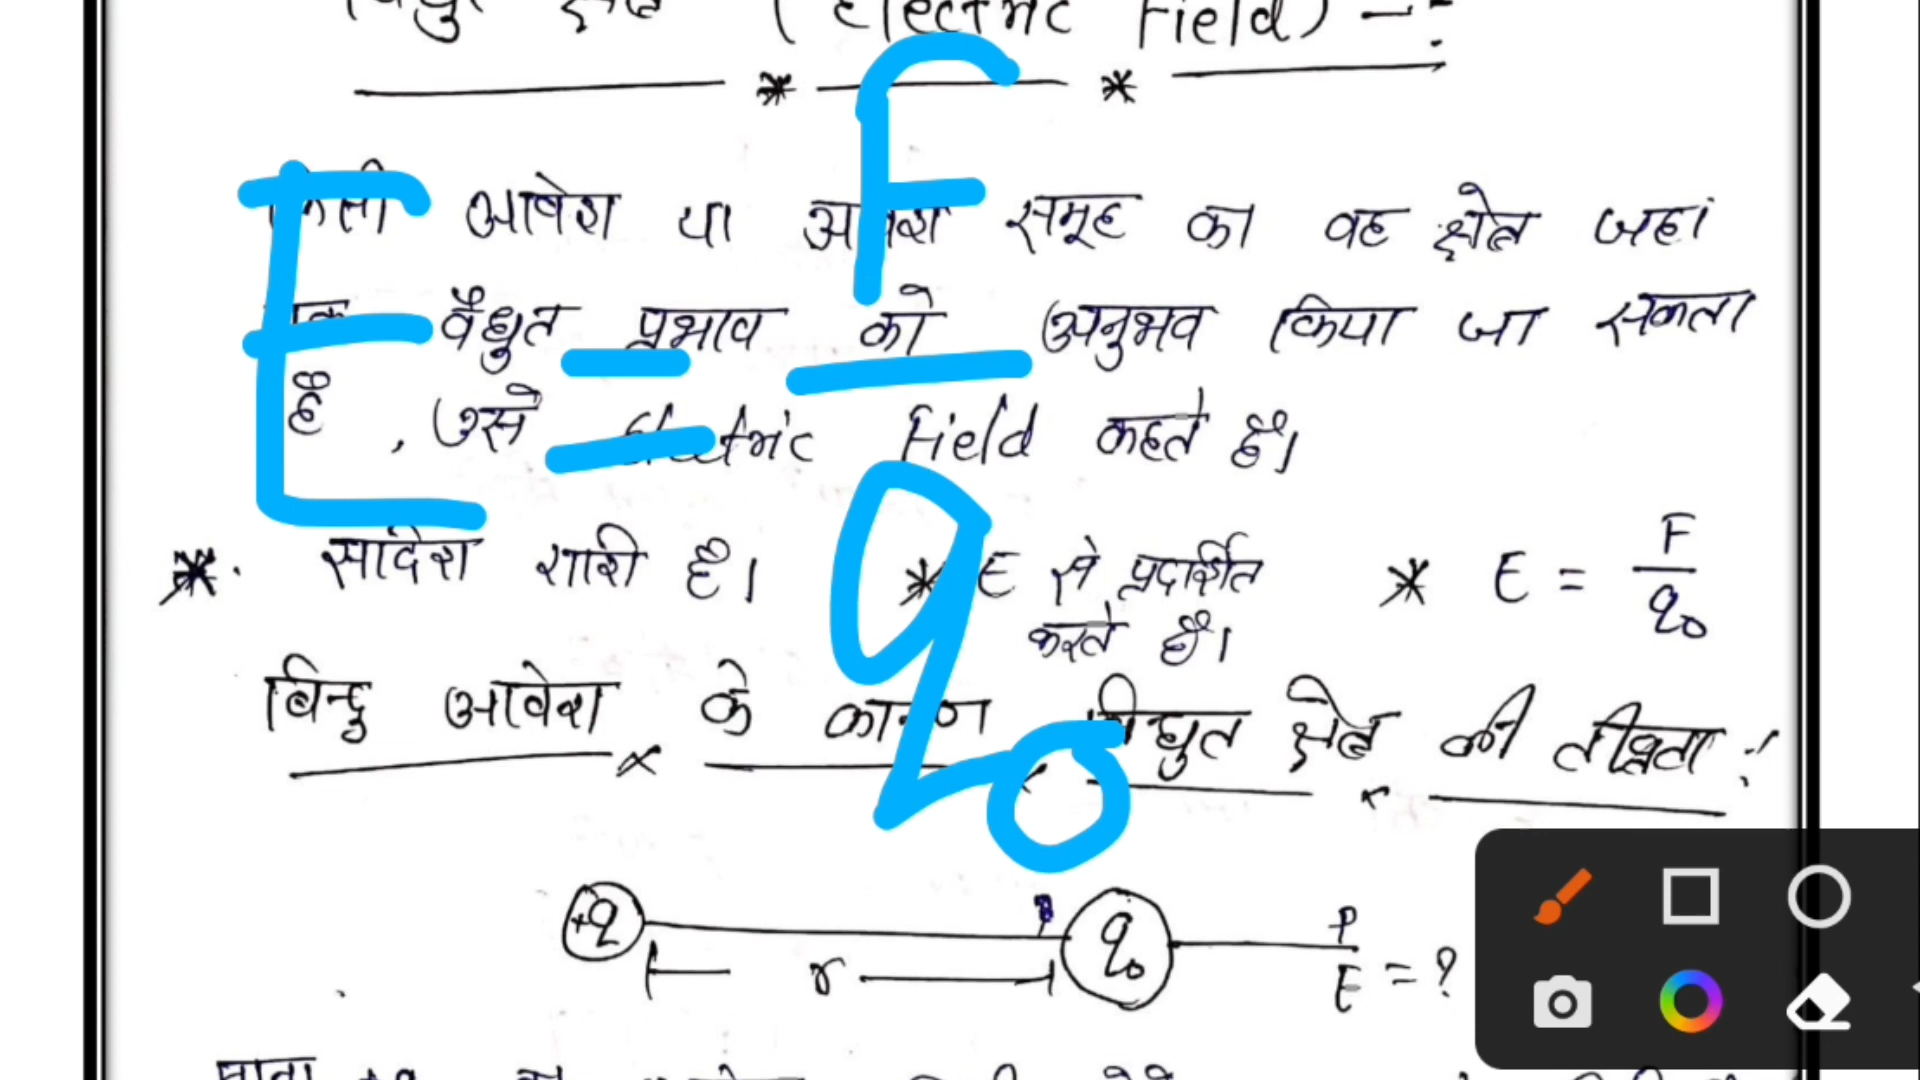 विधुत क्षेत्र ( Electric Field ) -:
किसी आवेश या आवेश समूह का वह क्षेत्र जहां
एक वैधुत प्रभाव को अनुभव किया जा सकता
है , उसे Electric Field कहते है।
E = F / q₀
*. सादिश राशि है। * E से प्रदर्शित करते है। * E = F / q₀
बिन्दु आवेश के कारण विधुत क्षेत्र की तीव्रता :
+q r q₀ P
E = ?
माना +q